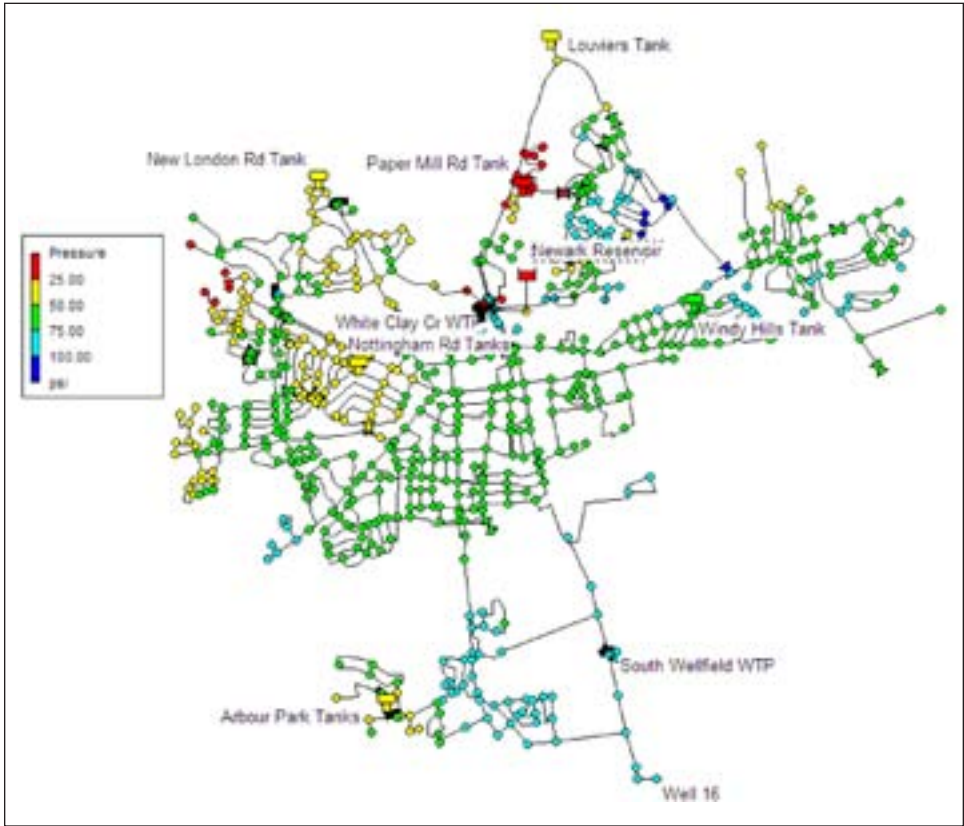 Louviers Tank
New London Rd Tank
Paper Mill Rd Tank
Pressure
25.00
50.00
75.00
100.00
psi
Newark Reservoir
White Clay Cr WTP
Nottingham Rd Tanks
Windy Hills Tank
South Wellfield WTP
Arbour Park Tanks
Well 16